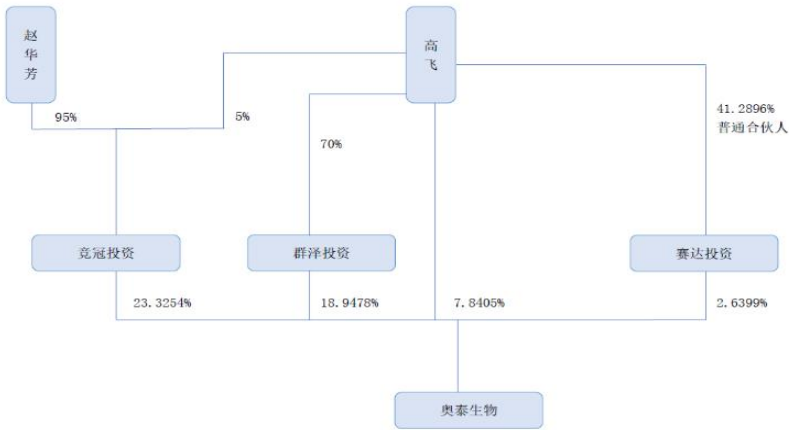 赵
华
芳
高
飞
95%
5%
70%
41.2896%
普通合伙人
竞冠投资
群泽投资
赛达投资
23.3254%
18.9478%
7.8405%
2.6399%
奥泰生物